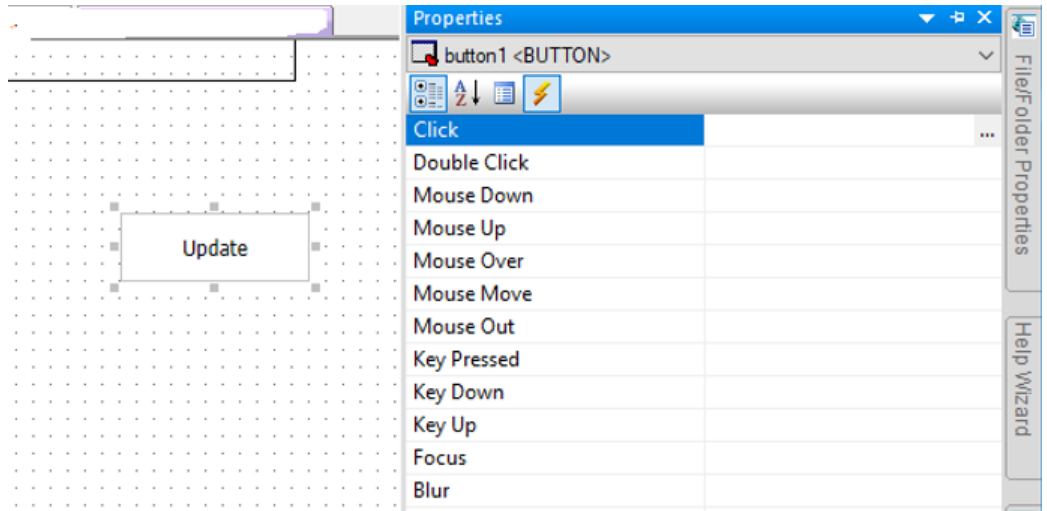 Properties
button1 <BUTTON>
A
Z
Click
...
Double Click
Mouse Down
Mouse Up
Mouse Over
Mouse Move
Mouse Out
Key Pressed
Key Down
Key Up
Focus
Blur
Update
File/Folder Properties
Help Wizard